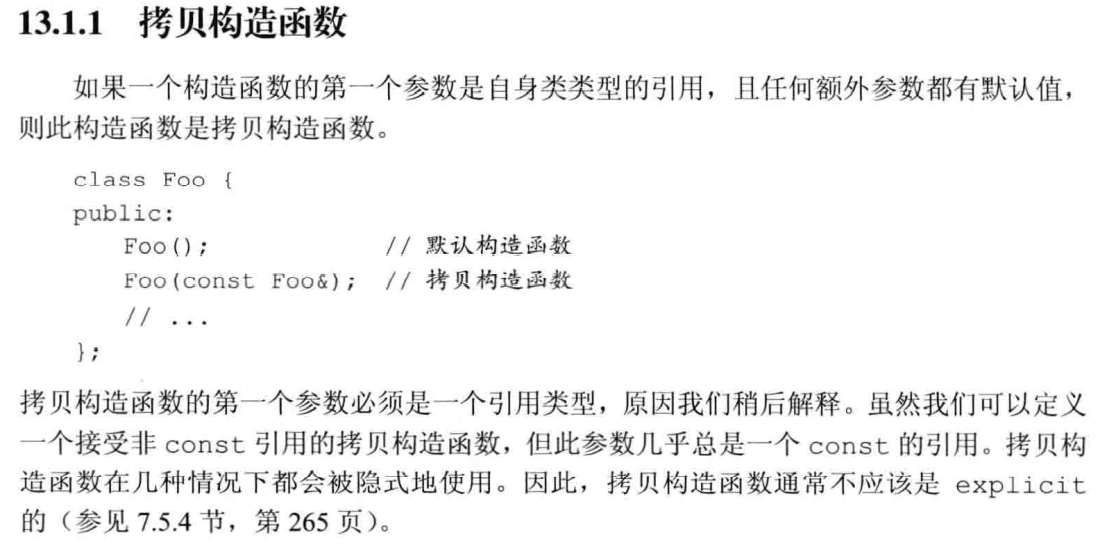 13.1.1 拷贝构造函数
如果一个构造函数的第一个参数是自身类类型的引用，且任何额外参数都有默认值，
则此构造函数是拷贝构造函数。
class Foo {
public:
Foo(); // 默认构造函数
Foo(const Foo&); // 拷贝构造函数
// ...
};
拷贝构造函数的第一个参数必须是一个引用类型，原因我们稍后解释。虽然我们可以定义
一个接受非 const 引用的拷贝构造函数，但此参数几乎总是一个 const 的引用。拷贝构
造函数在几种情况下都会被隐式地使用。因此，拷贝构造函数通常不应该是 explicit
的（参见 7.5.4 节，第 265 页）。